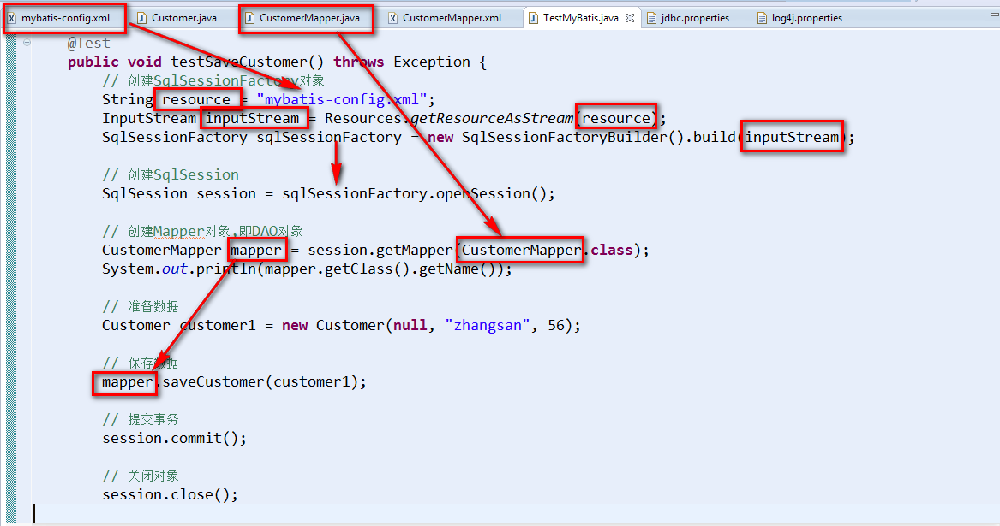 mybatis-config.xml Customer.java CustomerMapper.java CustomerMapper.xml TestMyBatis.java jdbc.properties log4j.properties
@Test
public void testSaveCustomer() throws Exception {
// 创建SqlSessionFactory对象
String resource = "mybatis-config.xml";
InputStream inputStream = Resources.getResourceAsStream(resource);
SqlSessionFactory sqlSessionFactory = new SqlSessionFactoryBuilder().build(inputStream);
// 创建SqlSession
SqlSession session = sqlSessionFactory.openSession();
// 创建Mapper对象,即DAO对象
CustomerMapper mapper = session.getMapper(CustomerMapper.class);
System.out.println(mapper.getClass().getName());
// 准备数据
Customer customer1 = new Customer(null, "zhangsan", 56);
// 保存数据
mapper.saveCustomer(customer1);
// 提交事务
session.commit();
// 关闭对象
session.close();